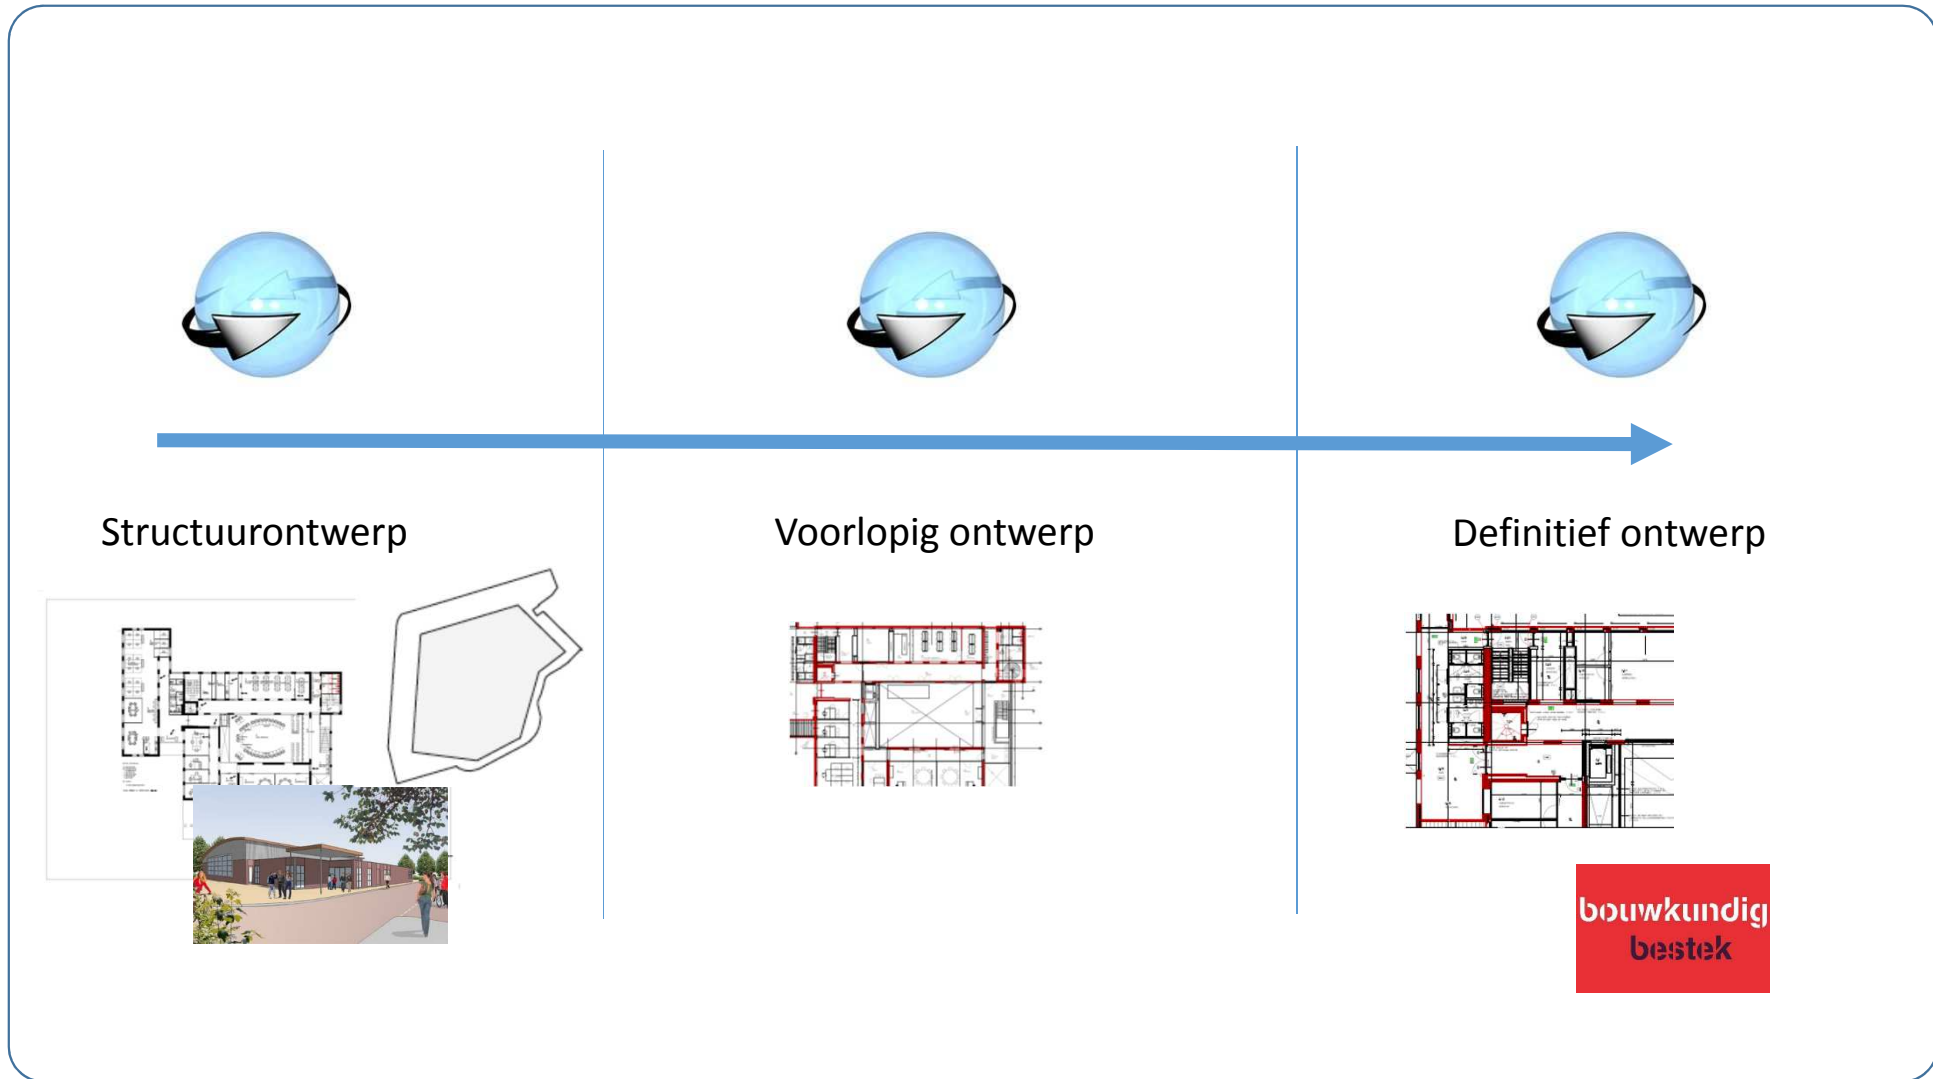 Structuurontwerp
Voorlopig ontwerp
Definitief ontwerp
bouwkundig
bestek